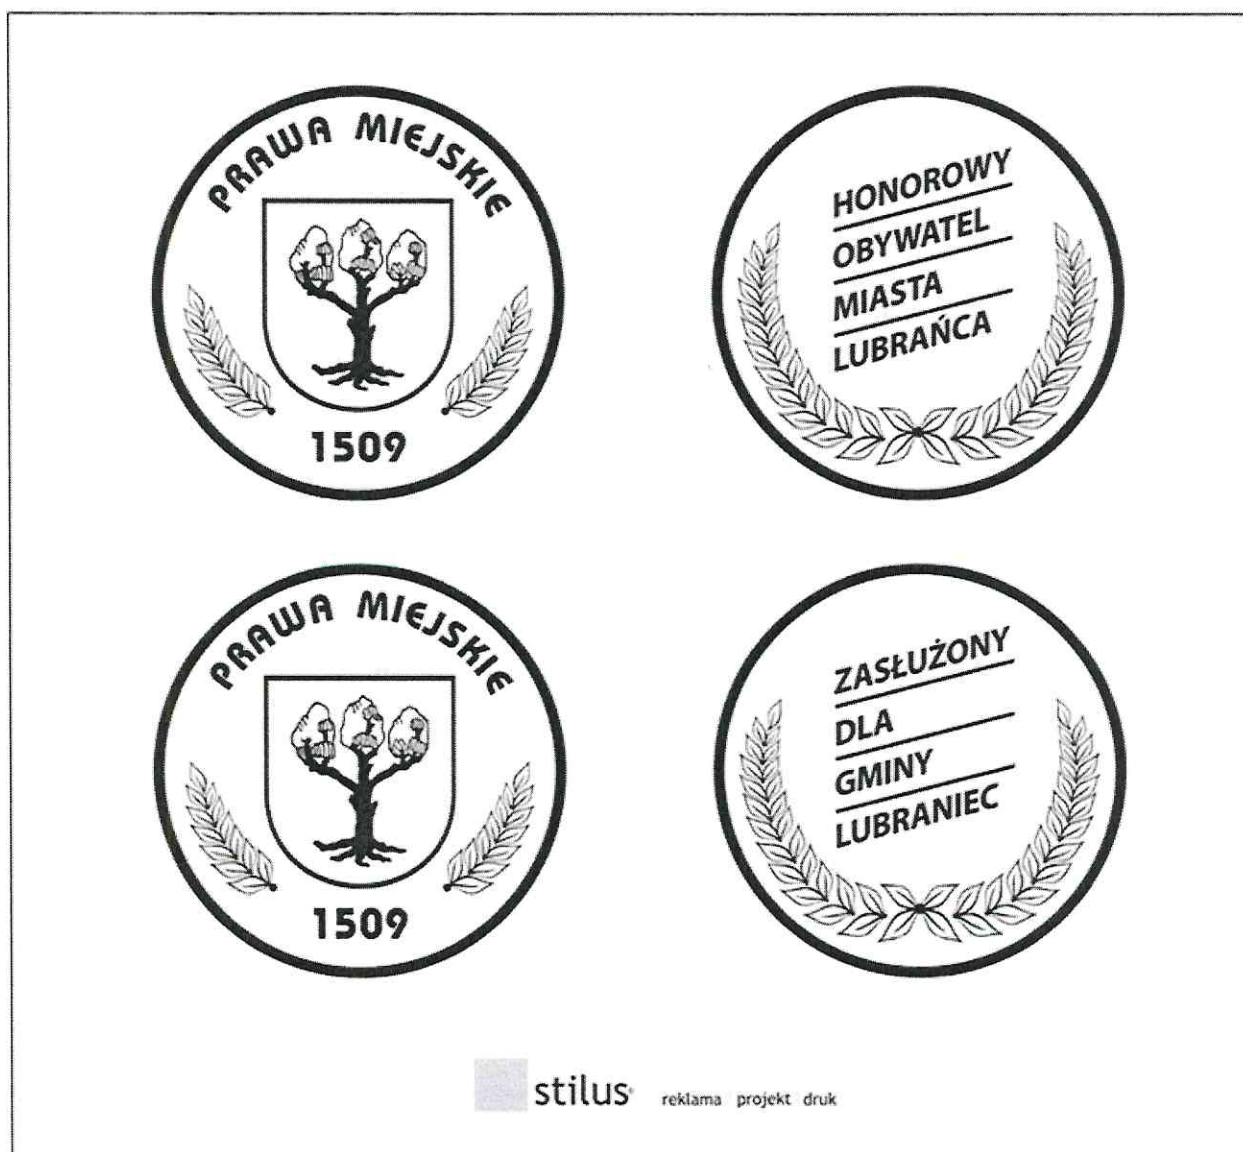 PRAWA MIEJSKIE
1509
HONOROWY
OBYWATEL
MIASTA
LUBRAŃCA
PRAWA MIEJSKIE
1509
ZASŁUŻONY
DLA
GMINY
LUBRANIEC
stilus®
reklama projekt druk